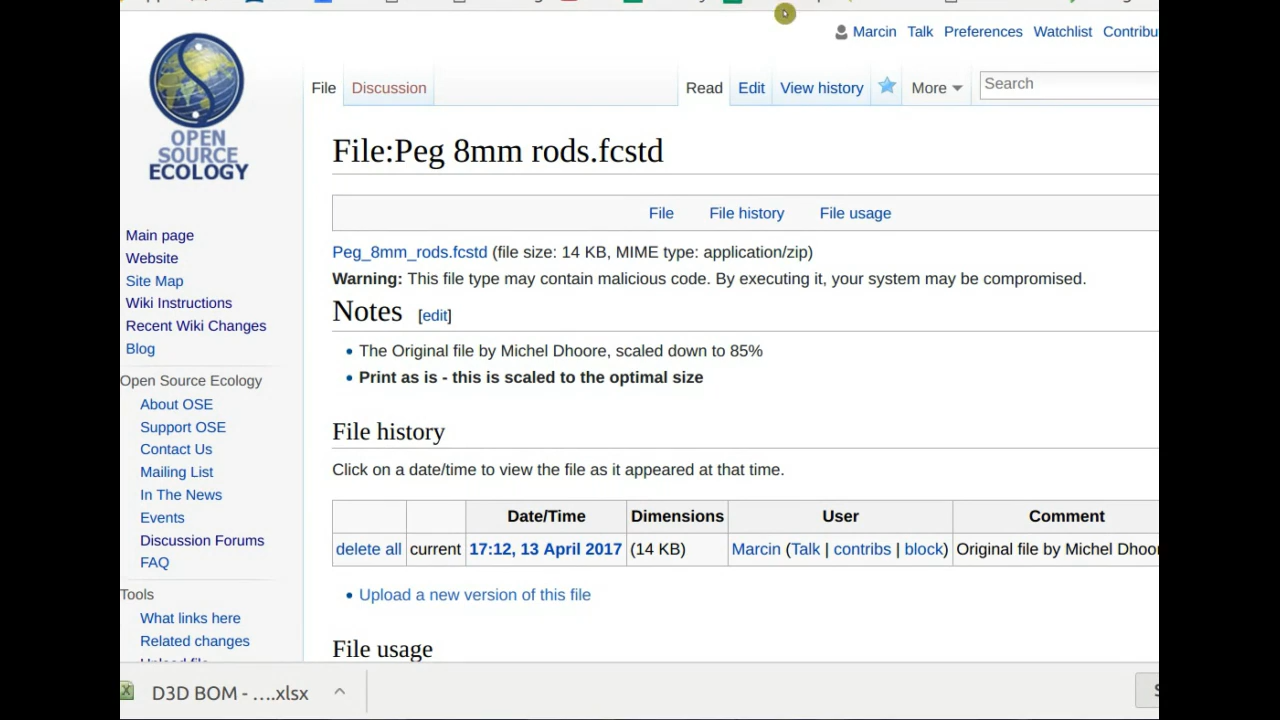 Marcin Talk Preferences Watchlist Contribu
OPEN
SOURCE
ECOLOGY
File Discussion Read Edit View history More Search
File:Peg 8mm rods.fcstd
File File history File usage
Peg_8mm_rods.fcstd (file size: 14 KB, MIME type: application/zip)
Warning: This file type may contain malicious code. By executing it, your system may be compromised.
Notes [edit]
• The Original file by Michel Dhoore, scaled down to 85%
• Print as is - this is scaled to the optimal size
File history
Click on a date/time to view the file as it appeared at that time.
Date/Time Dimensions User Comment
delete all current 17:12, 13 April 2017 (14 KB) Marcin (Talk | contribs | block) Original file by Michel Dhoor
• Upload a new version of this file
File usage
Main page
Website
Site Map
Wiki Instructions
Recent Wiki Changes
Blog
Open Source Ecology
About OSE
Support OSE
Contact Us
Mailing List
In The News
Events
Discussion Forums
FAQ
Tools
What links here
Related changes
Upload file
D3D BOM - ....xlsx